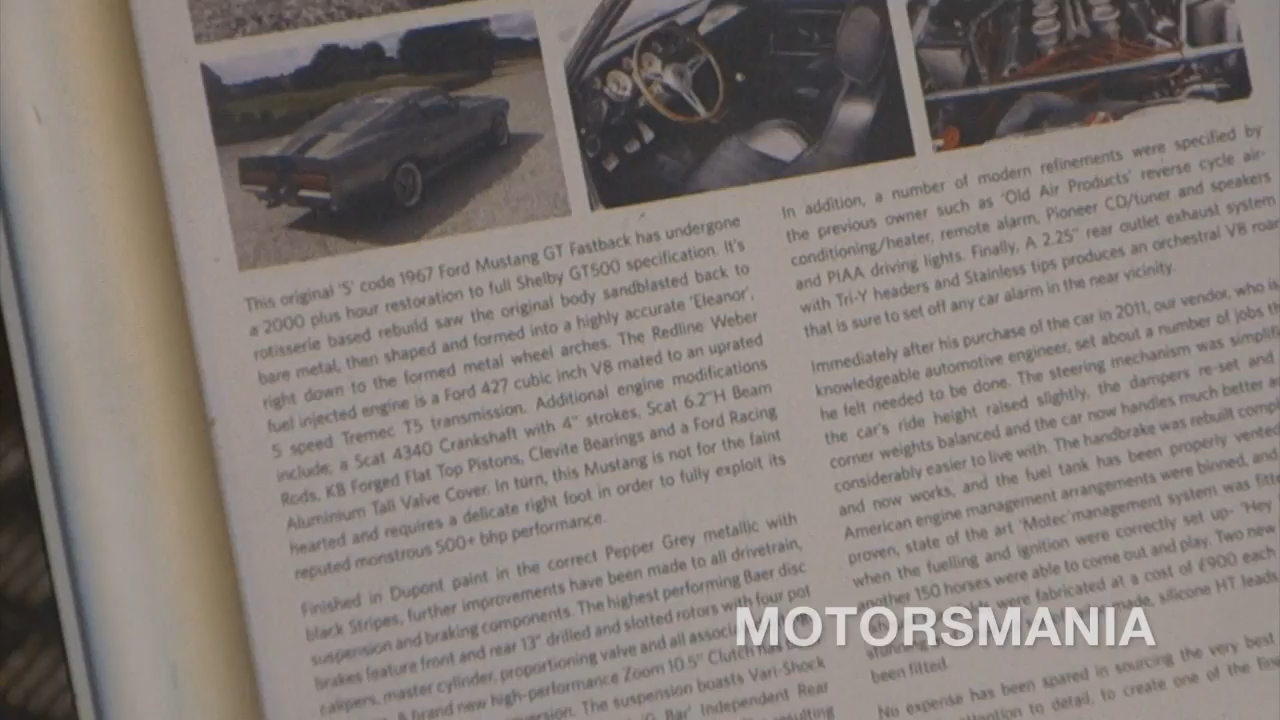 This original 'S' code 1967 Ford Mustang GT Fastback has undergone
a 2000 plus hour restoration to full Shelby GT500 specification. It's
rotisserie based rebuild saw the original body sandblasted back to
bare metal, then shaped and formed into a highly accurate 'Eleanor',
right down to the formed metal wheel arches. The Redline Weber
fuel injected engine is a Ford 427 cubic inch V8 mated to an uprated
5 speed Tremec T5 transmission. Additional engine modifications
include; a Scat 4340 Crankshaft with 4" strokes, Scat 6.2"H Beam
Rods, KB Forged Flat Top Pistons, Clevite Bearings and a Ford Racing
Aluminium Tall Valve Cover. In turn, this Mustang is not for the faint
hearted and requires a delicate right foot in order to fully exploit its
reputed monstrous 500+ bhp performance.
Finished in Dupont paint in the correct Pepper Grey metallic with
black Stripes, further improvements have been made to all drivetrain,
suspension and braking components. The highest performing Baer disc
brakes feature front and rear 13" drilled and slotted rotors with four pot
calipers, master cylinder, proportioning valve and all
& brand new high-performance Zoom 10.5" Clutch
The suspension boasts Vari-Shock
Bar' Independent Rear
resulting
In addition, a number of modern refinements were specified by
the previous owner such as 'Old Air Products' reverse cycle air-
conditioning/heater, remote alarm, Pioneer CD/tuner and speakers
and PIAA driving lights. Finally, A 2.25" rear outlet exhaust system
with Tri-Y headers and Stainless tips produces an orchestral V8 roar
that is sure to set off any car alarm in the near vicinity.
Immediately after his purchase of the car in 2011, our vendor, who is
knowledgeable automotive engineer, set about a number of jobs
he felt needed to be done. The steering mechanism was
the car's ride height raised slightly, the dampers re-set and
corner weights balanced and the car now handles much better
considerably easier to live with. The handbrake was rebuilt
and now works, and the fuel tank has been properly vented
American engine management arrangements were binned, and
proven, state of the art 'Motec'management system was
when the fuelling and ignition were correctly set up- 'Hey
another 150 horses were able to come out and play. Two new
were fabricated at a cost of £900 each
silicone HT leads
been fitted.
No expense has been spared in sourcing the very best
attention to detail, to create one of the
MOTORSMANIA